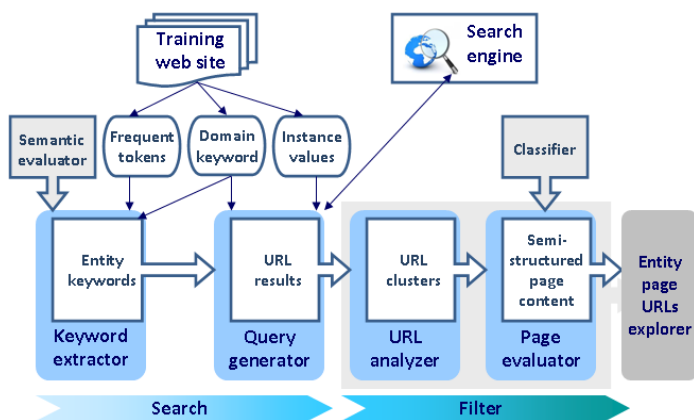 Training
web site
Search
engine
Semantic
evaluator
Frequent
tokens
Domain
keyword
Instance
values
Classifier
Entity
keywords
URL
results
URL
clusters
Semi-
structured
page
content
Entity
page
URLs
explorer
Keyword
extractor
Query
generator
URL
analyzer
Page
evaluator
Search
Filter